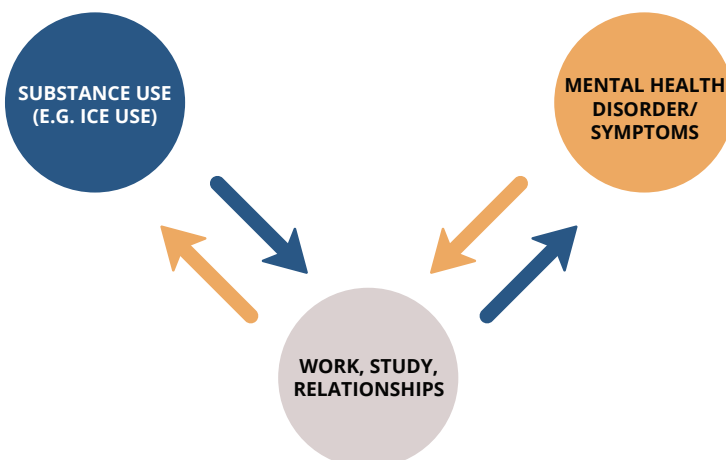 SUBSTANCE USE
(E.G. ICE USE)
MENTAL HEALTH
DISORDER/
SYMPTOMS
WORK, STUDY,
RELATIONSHIPS